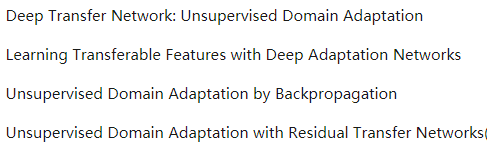 Deep Transfer Network: Unsupervised Domain Adaptation
Learning Transferable Features with Deep Adaptation Networks
Unsupervised Domain Adaptation by Backpropagation
Unsupervised Domain Adaptation with Residual Transfer Networks(